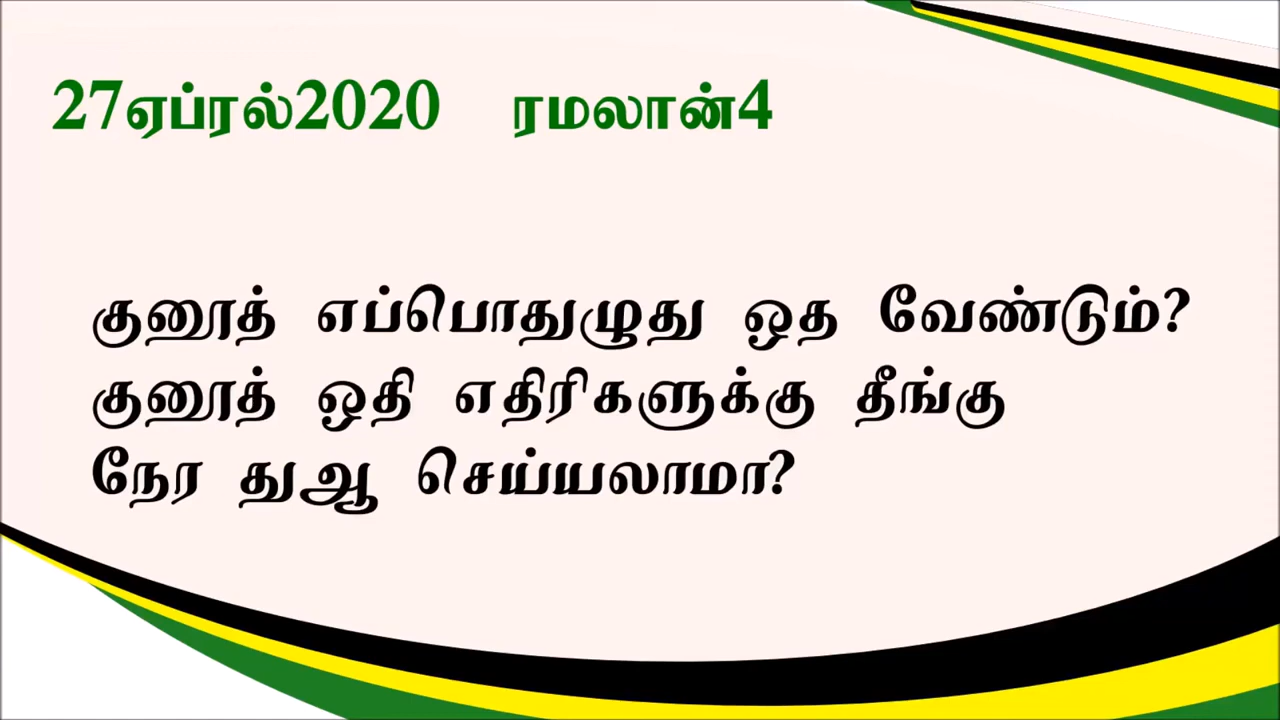 27ஏப்ரல்2020 ரமலான்4
குனூத் எப்பொதுழுது ஓத வேண்டும்?
குனூத் ஓதி எதிரிகளுக்கு தீங்கு
நேர துஆ செய்யலாமா?